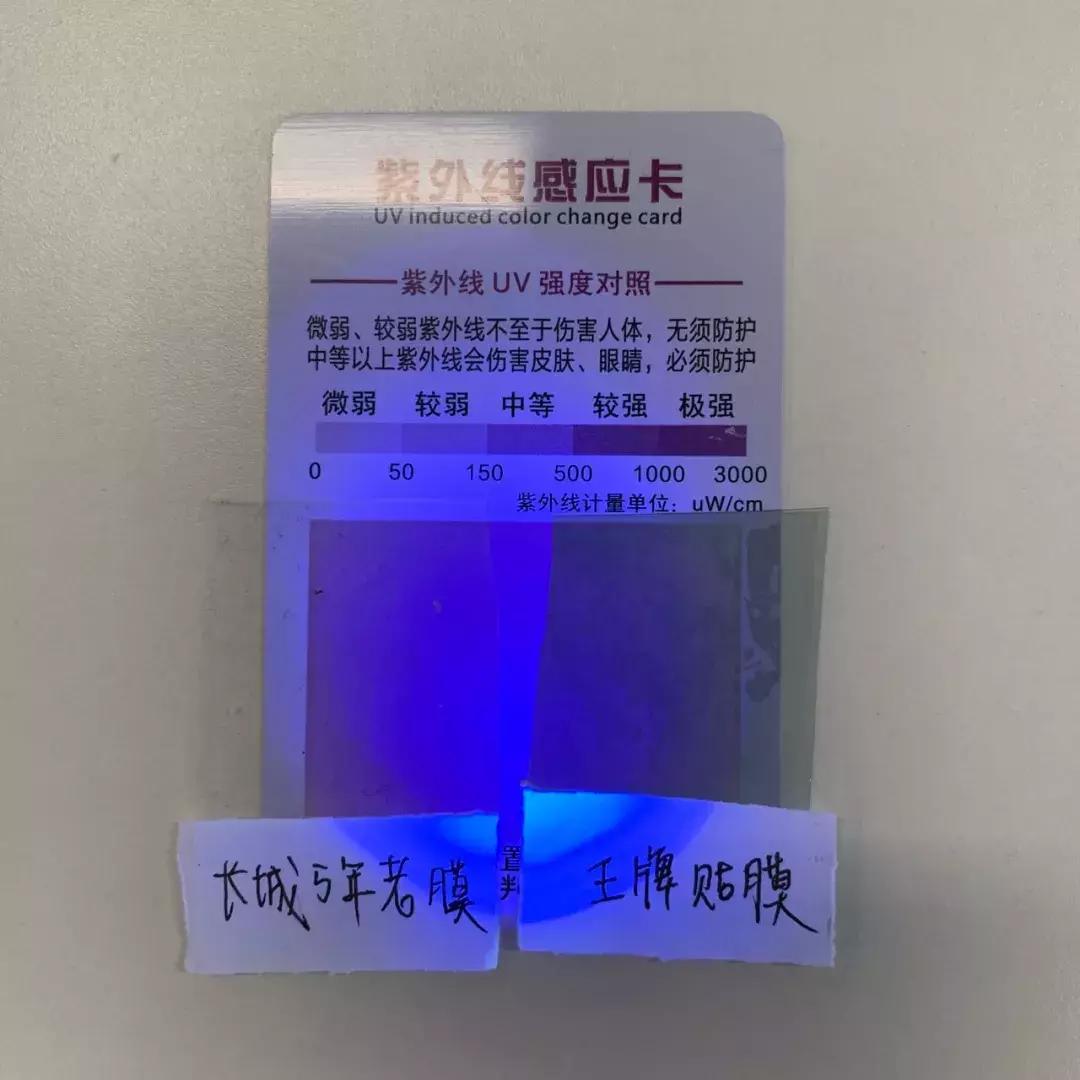 紫外线感应卡
UV induced color change card
紫外线 UV 强度对照
微弱、较弱紫外线不至于伤害人体，无须防护
中等以上紫外线会伤害皮肤、眼睛，必须防护
微弱 较弱 中等 较强 极强
0 50 150 500 1000 3000
紫外线计量单位：uW/cm
置
判
长城5年老膜
王牌贴膜